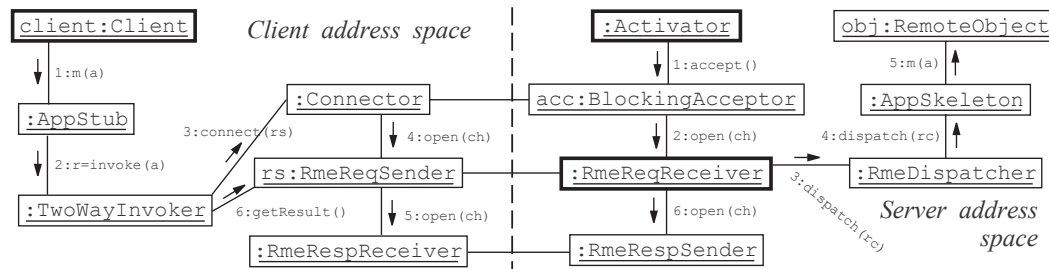 client:Client
Client address space
:Activator
obj:RemoteObject
1:m(a)
1:accept()
5:m(a)
:AppStub
:Connector
acc:BlockingAcceptor
:AppSkeleton
3:connect(rs)
4:open(ch)
2:open(ch)
4:dispatch(rc)
2:r=invoke(a)
rs:RmeReqSender
:RmeReqReceiver
:RmeDispatcher
3:dispatch(rc)
:TwoWayInvoker
6:getResult()
5:open(ch)
6:open(ch)
Server address
space
:RmeRespReceiver
:RmeRespSender